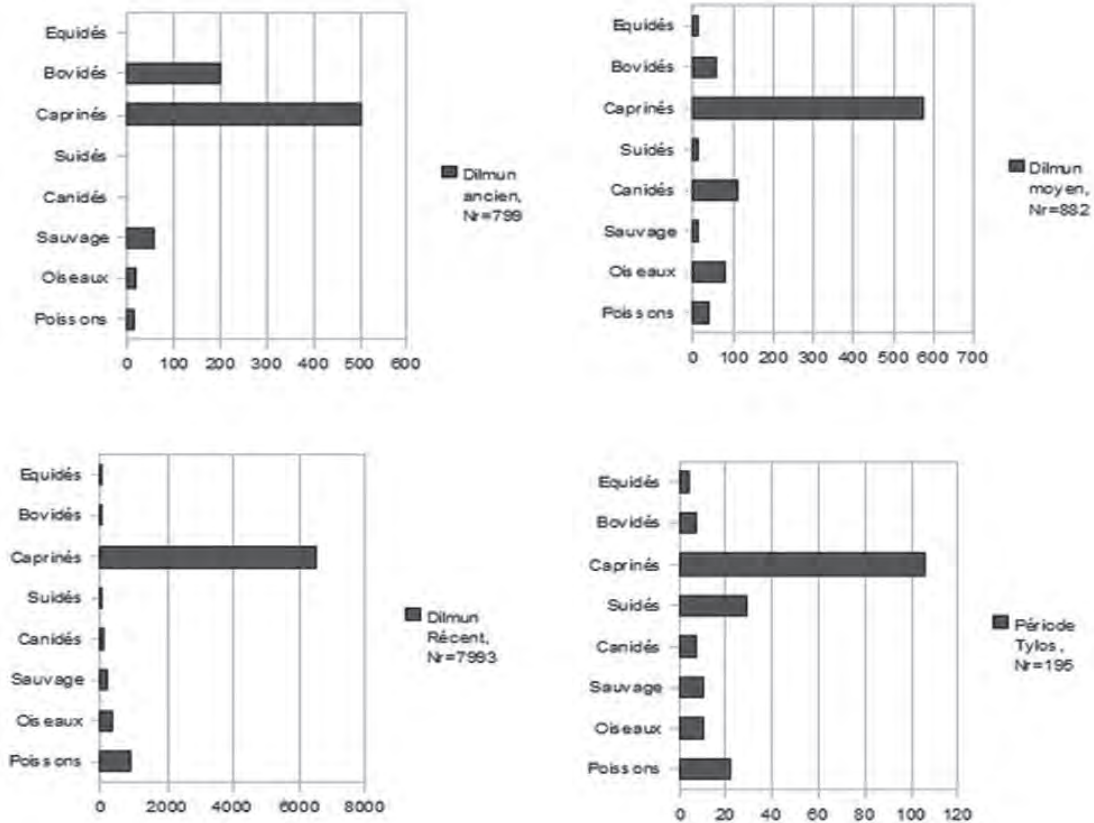 Equidés
Bovidés
Caprinés
Suidés
Canidés
Sauvage
Oiseaux
Poissons
0 100 200 300 400 500 600
Dilmun
ancien,
Nr=799
Equidés
Bovidés
Caprinés
Suidés
Canidés
Sauvage
Oiseaux
Poissons
0 100 200 300 400 500 600 700
Dilmun
moyen,
Nr=882
Equidés
Bovidés
Caprinés
Suidés
Canidés
Sauvage
Oiseaux
Poissons
0 2000 4000 6000 8000
Dilmun
Récent,
Nr=7993
Equidés
Bovidés
Caprinés
Suidés
Canidés
Sauvage
Oiseaux
Poissons
0 20 40 60 80 100 120
Période
Tylos,
Nr=195